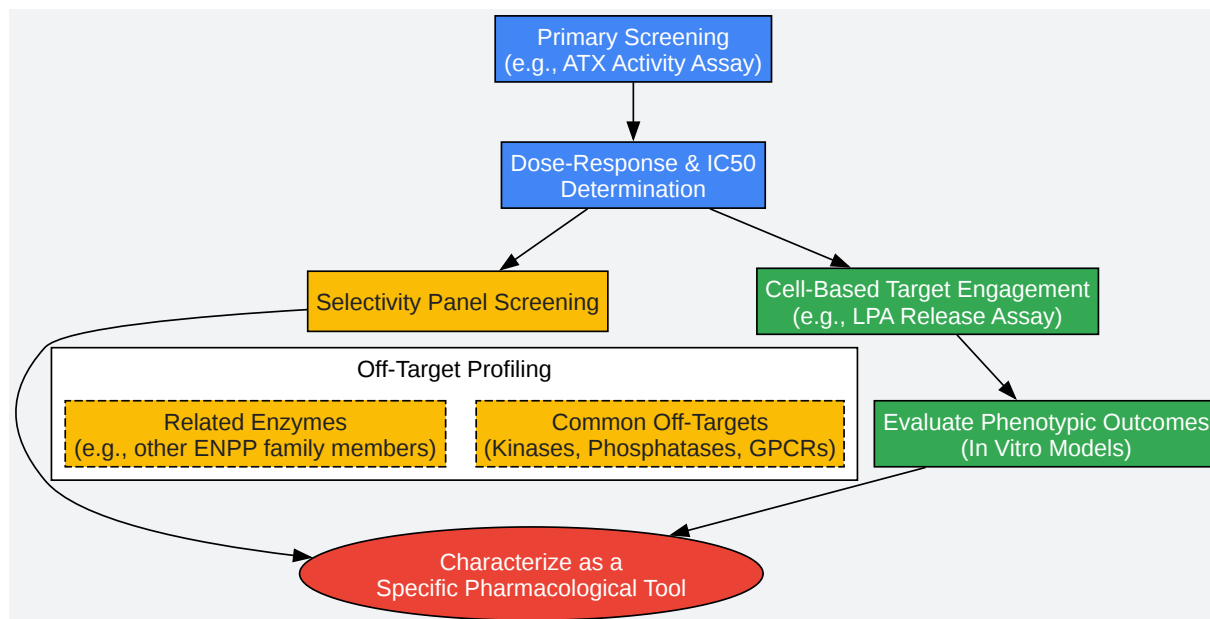 Primary Screening
(e.g., ATX Activity Assay)
Dose-Response & IC50
Determination
Selectivity Panel Screening
Cell-Based Target Engagement
(e.g., LPA Release Assay)
Off-Target Profiling
Related Enzymes
(e.g., other ENPP family members)
Common Off-Targets
(Kinases, Phosphatases, GPCRs)
Evaluate Phenotypic Outcomes
(In Vitro Models)
Characterize as a
Specific Pharmacological Tool